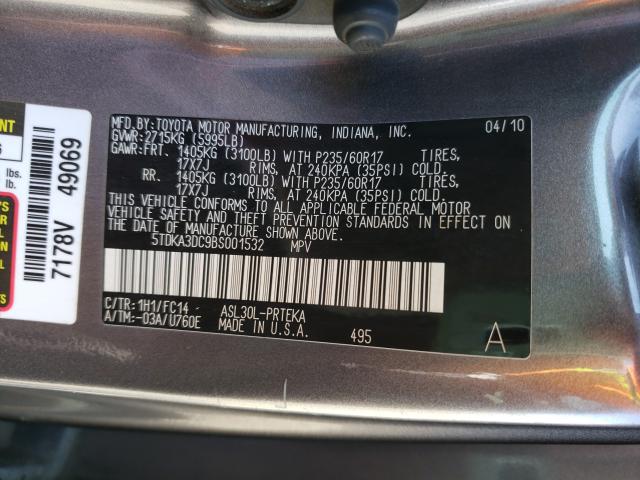 MFD.BY:TOYOTA MOTOR MANUFACTURING, INDIANA, INC. 04/10
GVWR:2715KG (5995LB)
GAWR:FRT. 1405KG (3100LB) WITH P235/60R17 TIRES,
17X7J RIMS, AT 240KPA (35PSI) COLD.
RR. 1405KG (3100LB) WITH P235/60R17 TIRES,
17X7J RIMS, AT 240KPA (35PSI) COLD.
THIS VEHICLE CONFORMS TO ALL APPLICABLE FEDERAL MOTOR
VEHICLE SAFETY AND THEFT PREVENTION STANDARDS IN EFFECT ON
THE DATE OF MANUFACTURE SHOWN ABOVE.
5TDKA3DC9BS001532 MPV
C/TR:1H1/FC14 ASL30L-PRTEKA
A/TM:-03A/U760E MADE IN U.S.A. 495 A
7178V 49069
lbs.
lb.